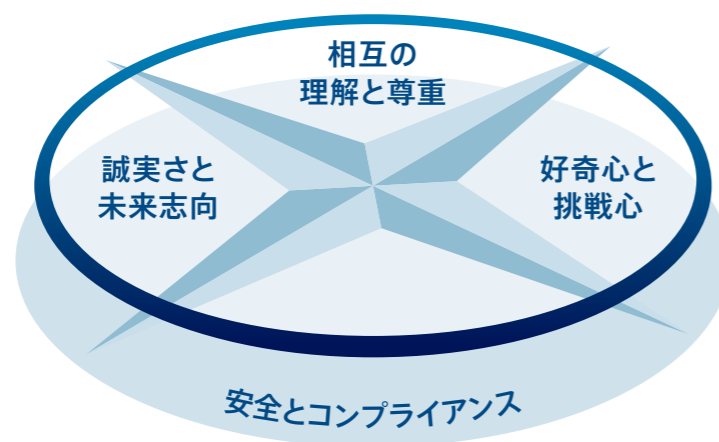 相互の
理解と尊重
誠実さと
未来志向
好奇心と
挑戦心
安全とコンプライアンス